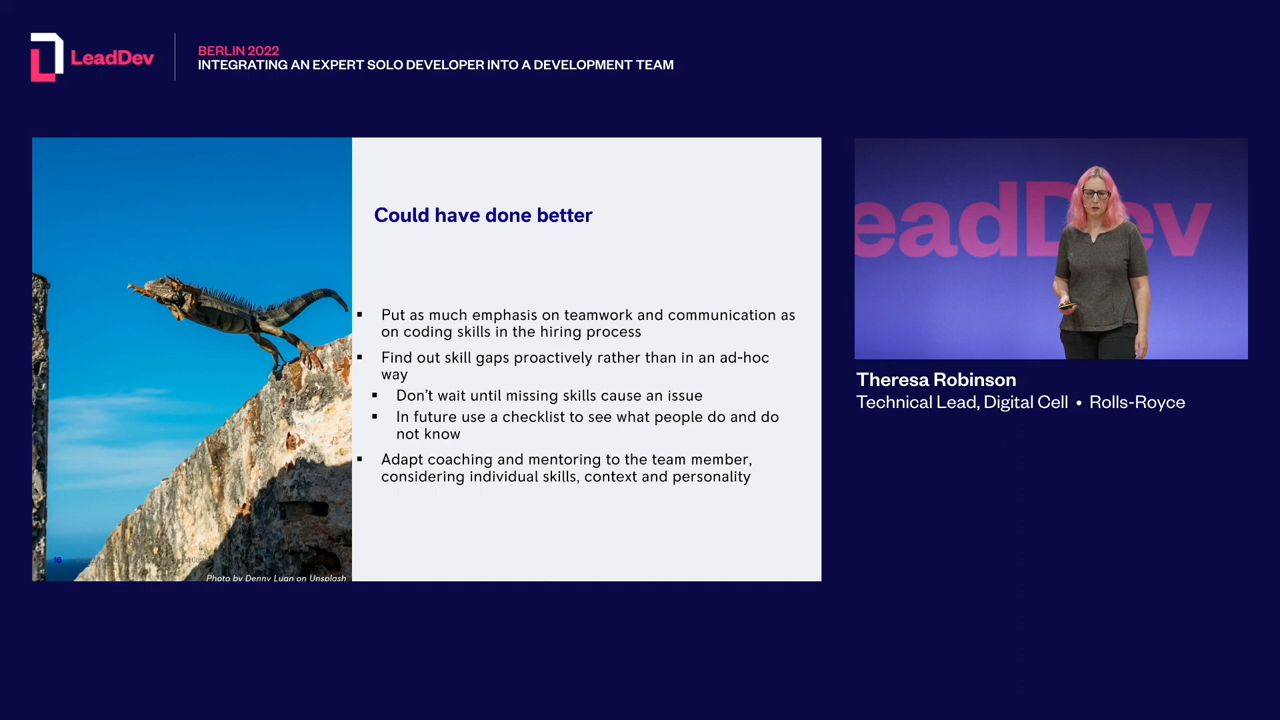 LeadDev
BERLIN 2022
INTEGRATING AN EXPERT SOLO DEVELOPER INTO A DEVELOPMENT TEAM
Could have done better
▪ Put as much emphasis on teamwork and communication as
on coding skills in the hiring process
▪ Find out skill gaps proactively rather than in an ad-hoc
way
▪ Don't wait until missing skills cause an issue
▪ In future use a checklist to see what people do and do
not know
▪ Adapt coaching and mentoring to the team member,
considering individual skills, context and personality
16
Photo by Denny Luan on Unsplash
eadDev
Theresa Robinson
Technical Lead, Digital Cell • Rolls-Royce